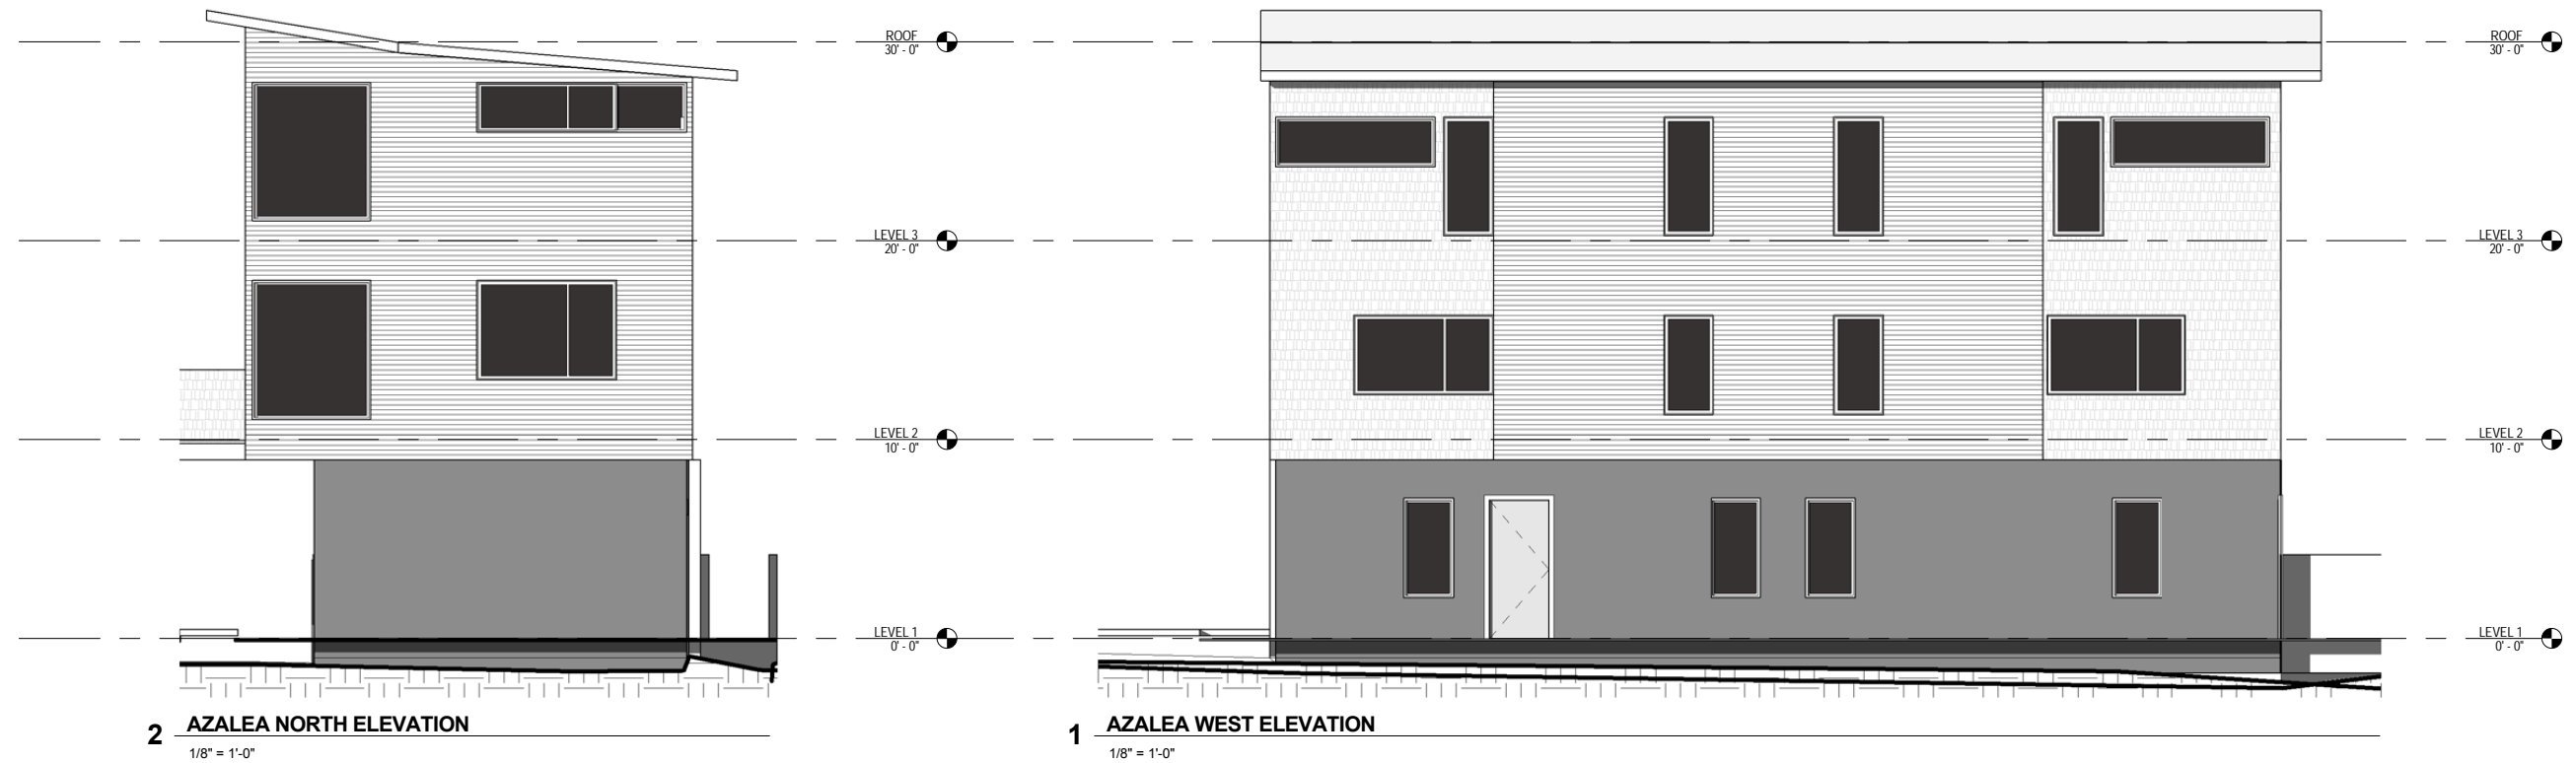 ROOF
30' - 0"
LEVEL 3
20' - 0"
LEVEL 2
10' - 0"
LEVEL 1
0' - 0"
2 AZALEA NORTH ELEVATION
1/8" = 1'-0"
ROOF
30' - 0"
LEVEL 3
20' - 0"
LEVEL 2
10' - 0"
LEVEL 1
0' - 0"
1 AZALEA WEST ELEVATION
1/8" = 1'-0"